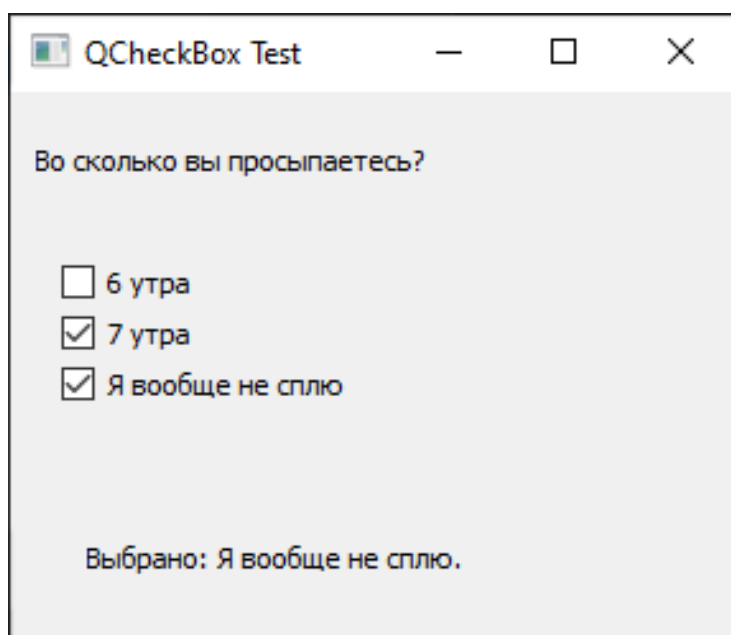 QCheckBox Test
Во сколько вы просыпаетесь?
6 утра
7 утра
Я вообще не сплю
Выбрано: Я вообще не сплю.